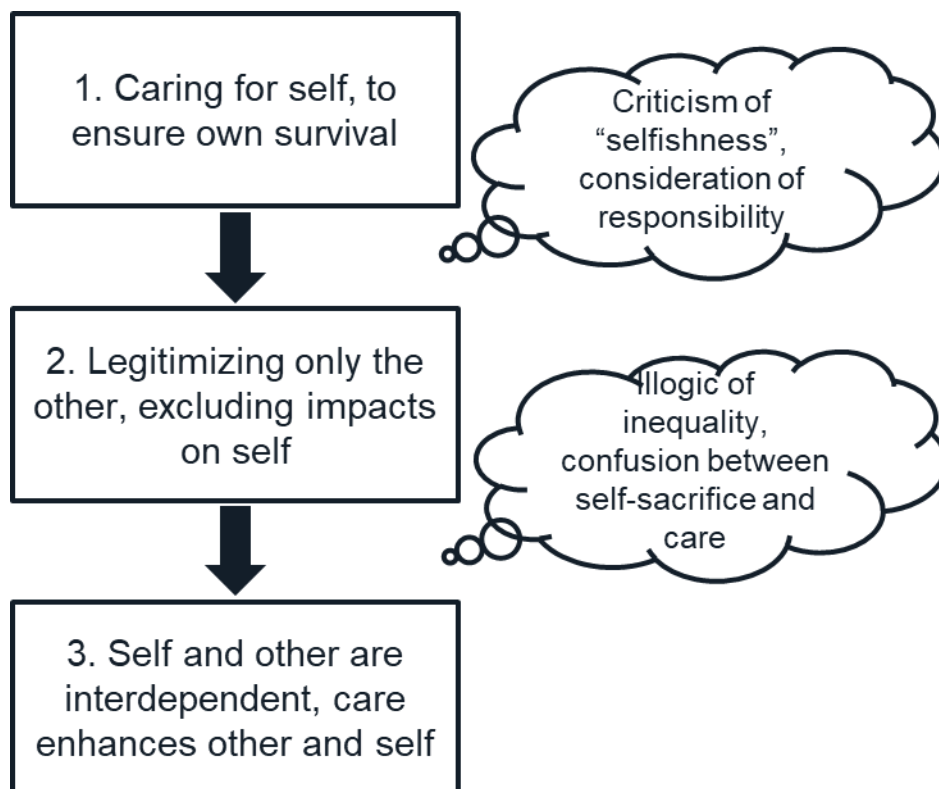 1. Caring for self, to
ensure own survival
Criticism of
“selfishness”,
consideration of
responsibility
2. Legitimizing only the
other, excluding impacts
on self
Illogic of
inequality,
confusion between
self-sacrifice and
care
3. Self and other are
interdependent, care
enhances other and self